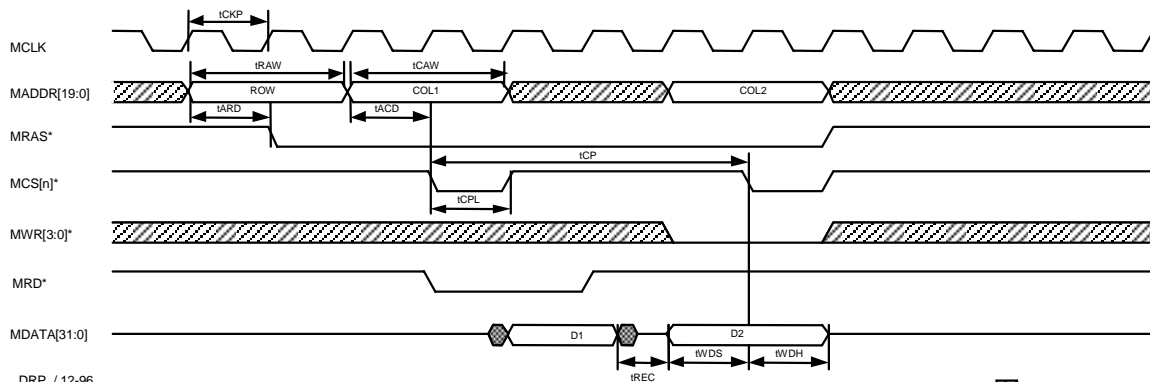 tCKP
MCLK
tRAW
tCAW
MADDR[19:0]
ROW
COL1
COL2
tARD
tACD
MRAS*
tCP
MCS[n]*
tCPL
MWR[3:0]*
MRD*
MDATA[31:0]
D1
D2
tWDS
tWDH
tREC
DRP / 12-96